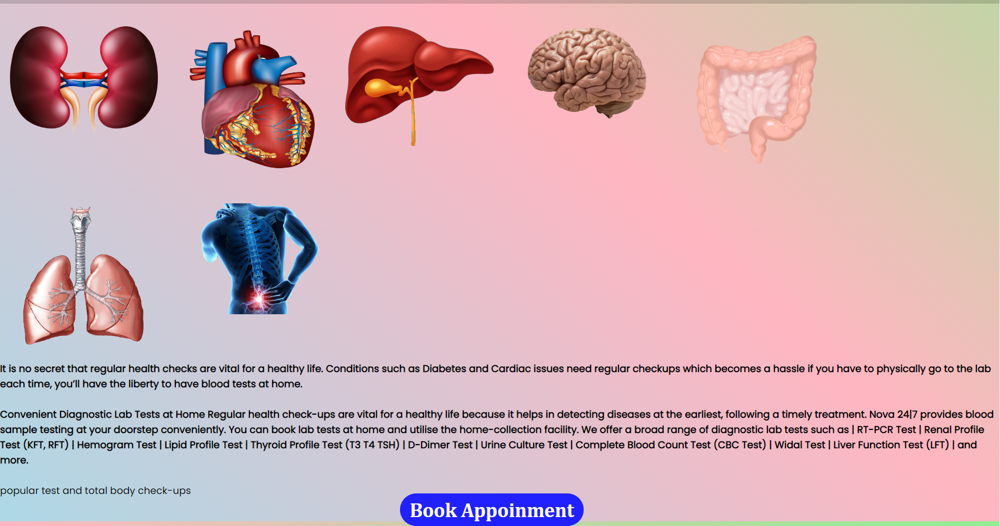 It is no secret that regular health checks are vital for a healthy life. Conditions such as Diabetes and Cardiac issues need regular checkups which becomes a hassle if you have to physically go to the lab
each time, you’ll have the liberty to have blood tests at home.
Convenient Diagnostic Lab Tests at Home Regular health check-ups are vital for a healthy life because it helps in detecting diseases at the earliest, following a timely treatment. Nova 24|7 provides blood
sample testing at your doorstep conveniently. You can book lab tests at home and utilise the home-collection facility. We offer a broad range of diagnostic lab tests such as | RT-PCR Test | Renal Profile
Test (KFT, RFT) | Hemogram Test | Lipid Profile Test | Thyroid Profile Test (T3 T4 TSH) | D-Dimer Test | Urine Culture Test | Complete Blood Count Test (CBC Test) | Widal Test | Liver Function Test (LFT) | and
more.
popular test and total body check-ups
Book Appoinment